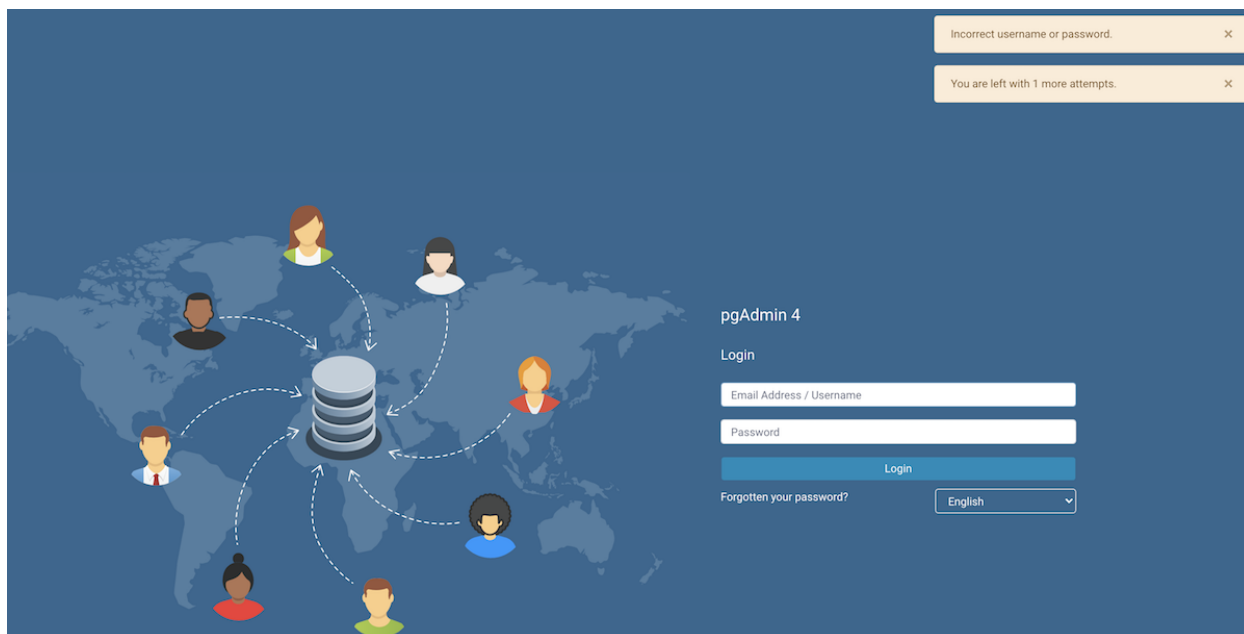 Incorrect username or password.
You are left with 1 more attempts.
pgAdmin 4
Login
Email Address / Username
Password
Login
Forgotten your password?
English